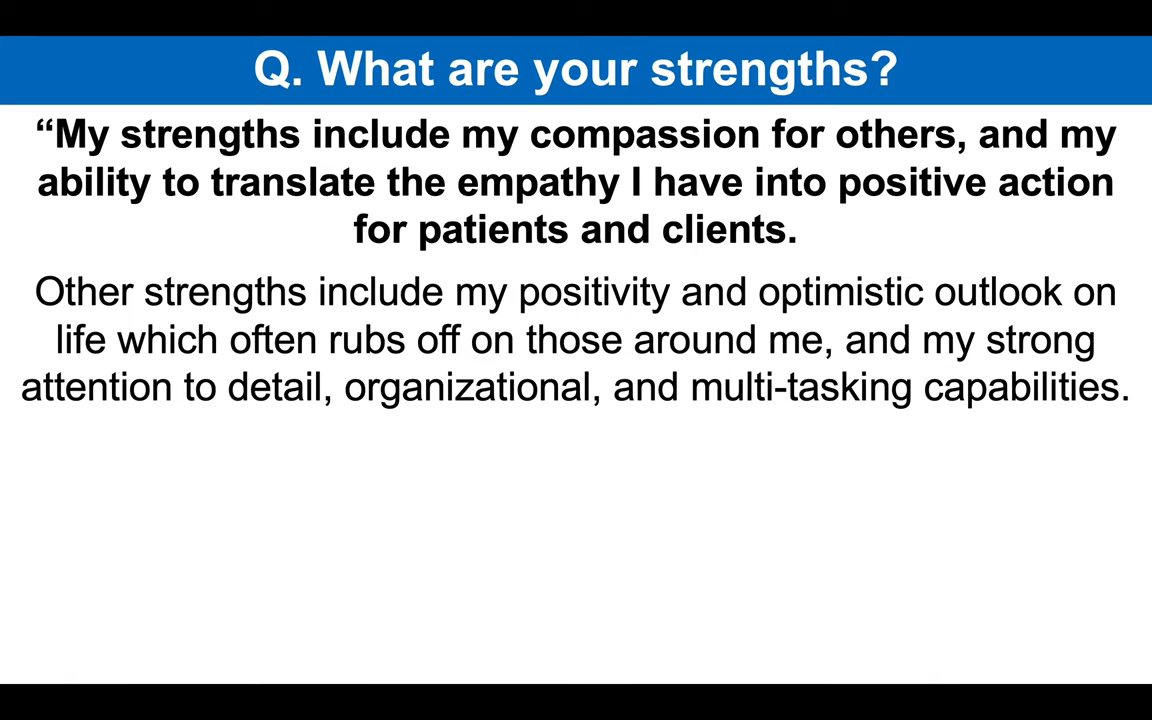 Q. What are your strengths?
“My strengths include my compassion for others, and my
ability to translate the empathy I have into positive action
for patients and clients.
Other strengths include my positivity and optimistic outlook on
life which often rubs off on those around me, and my strong
attention to detail, organizational, and multi-tasking capabilities.